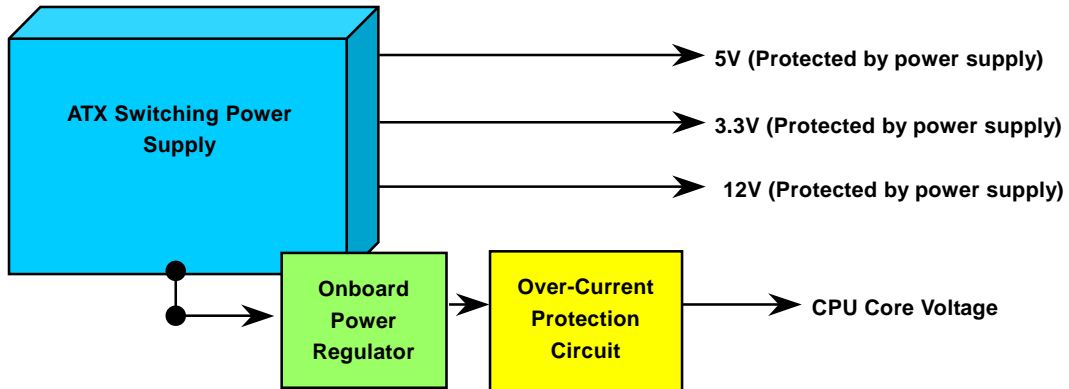 ATX Switching Power
Supply
5V (Protected by power supply)
3.3V (Protected by power supply)
12V (Protected by power supply)
Onboard
Power
Regulator
Over-Current
Protection
Circuit
CPU Core Voltage